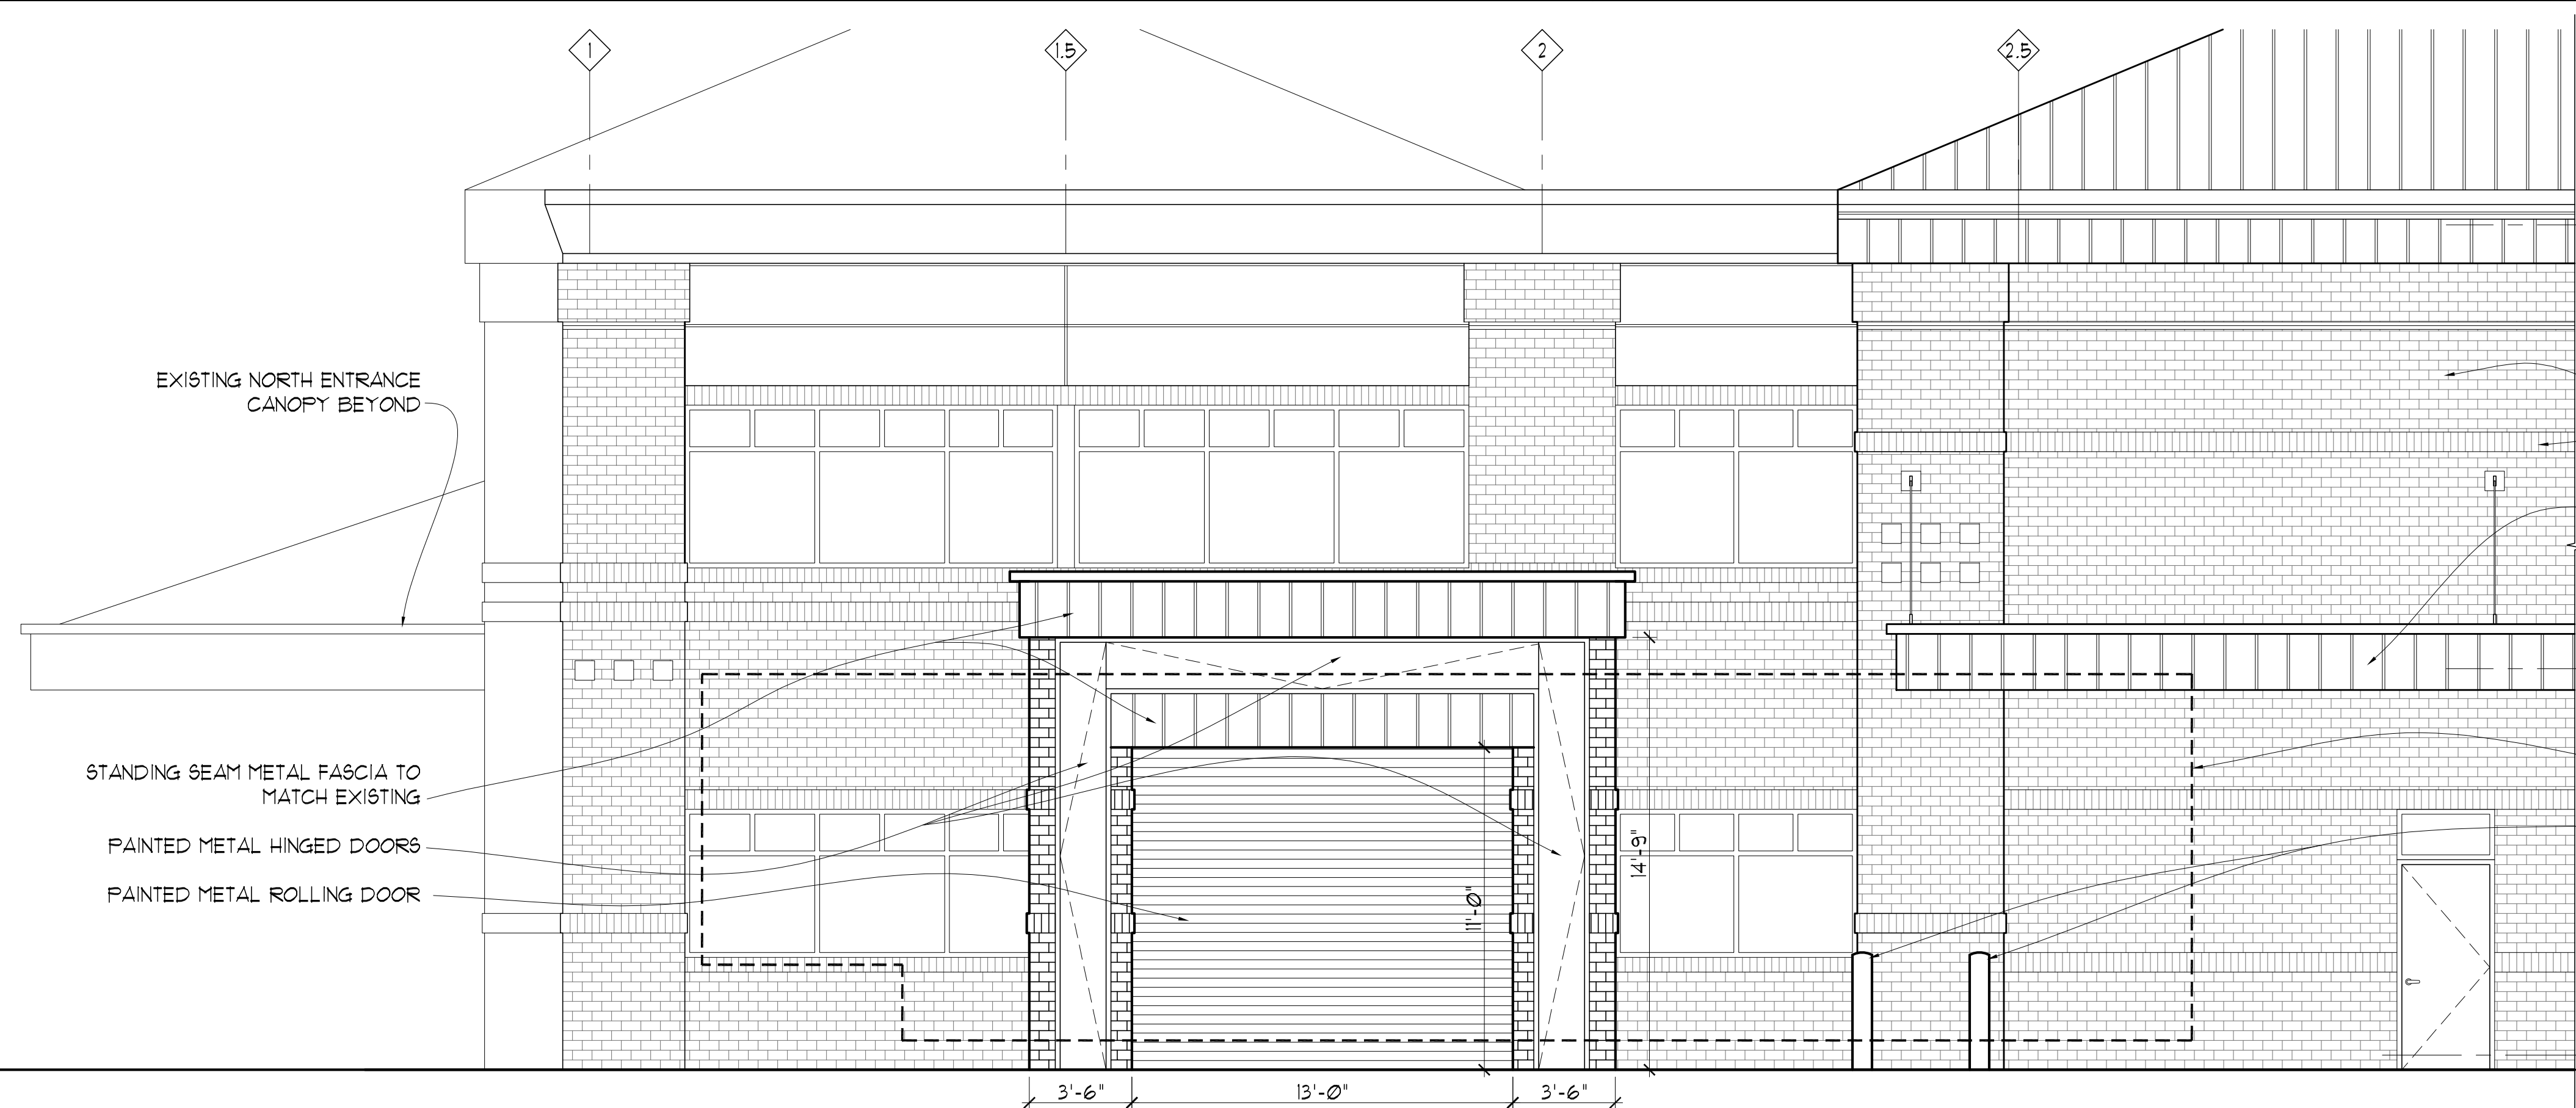 1
1.5
2
2.5
EXISTING NORTH ENTRANCE
CANOPY BEYOND
STANDING SEAM METAL FASCIA TO
MATCH EXISTING
PAINTED METAL HINGED DOORS
PAINTED METAL ROLLING DOOR
14'-9"
11'-0"
3'-6"
13'-0"
3'-6"